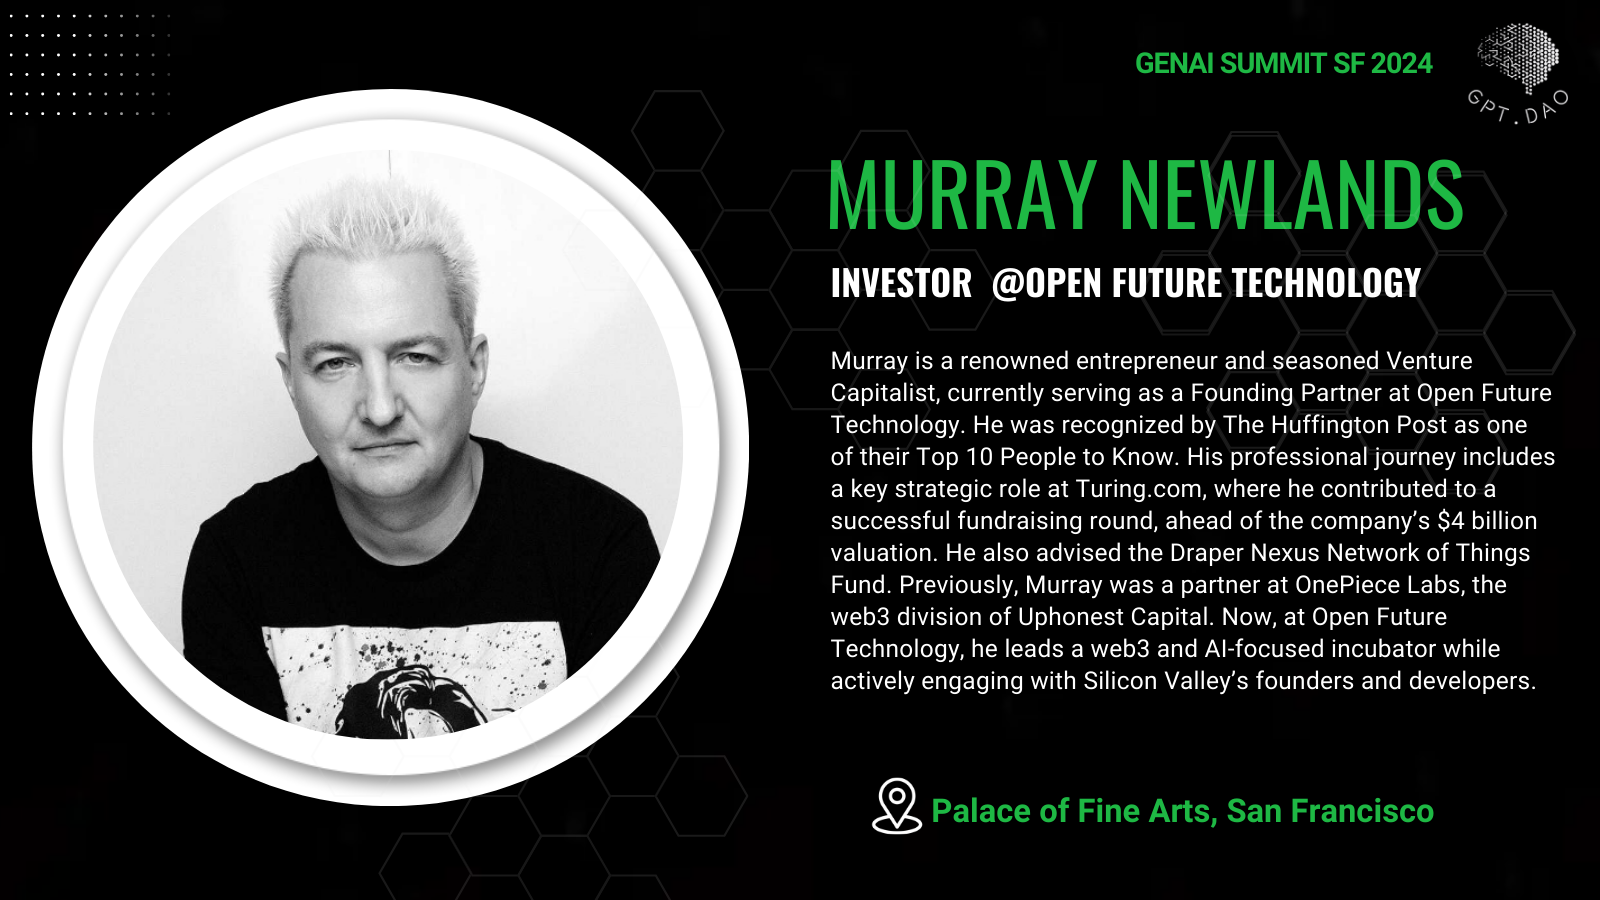 GENAI SUMMIT SF 2024
GPT.DAO
MURRAY NEWLANDS
INVESTOR @OPEN FUTURE TECHNOLOGY
Murray is a renowned entrepreneur and seasoned Venture
Capitalist, currently serving as a Founding Partner at Open Future
Technology. He was recognized by The Huffington Post as one
of their Top 10 People to Know. His professional journey includes
a key strategic role at Turing.com, where he contributed to a
successful fundraising round, ahead of the company’s $4 billion
valuation. He also advised the Draper Nexus Network of Things
Fund. Previously, Murray was a partner at OnePiece Labs, the
web3 division of Uphonest Capital. Now, at Open Future
Technology, he leads a web3 and AI-focused incubator while
actively engaging with Silicon Valley’s founders and developers.
Palace of Fine Arts, San Francisco